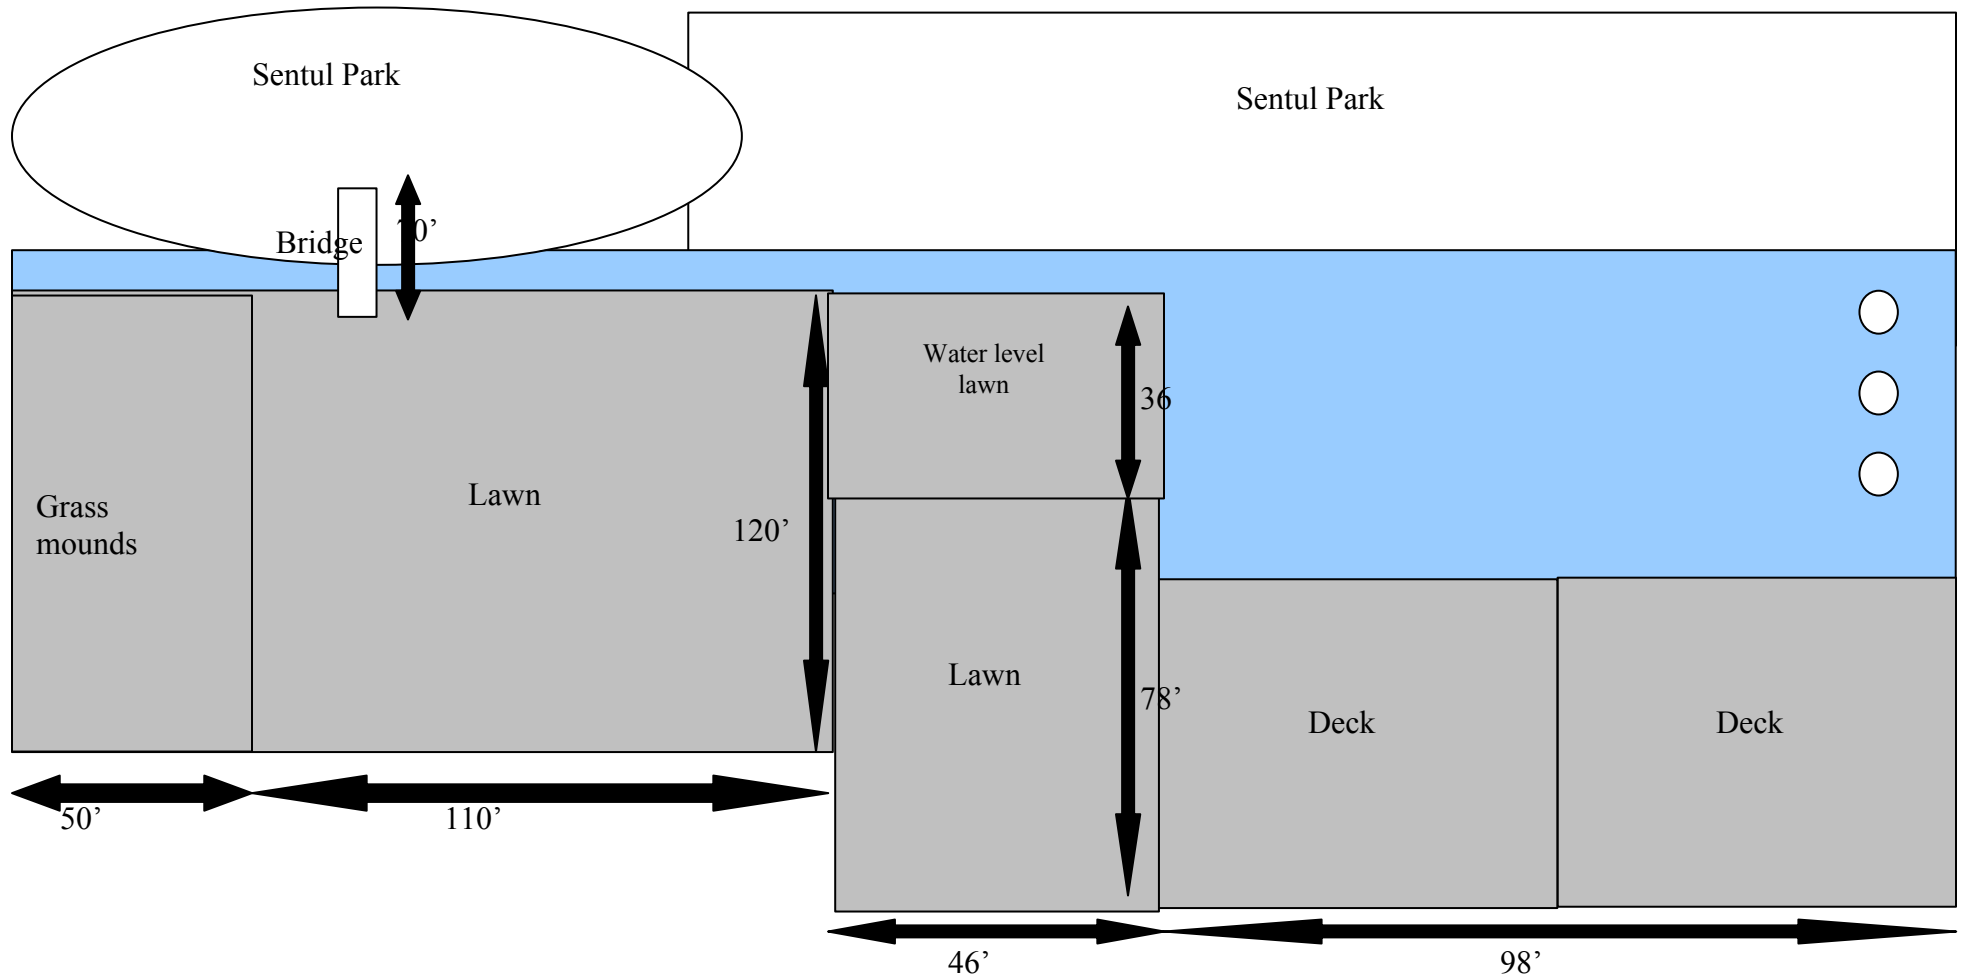 Sentul Park
Sentul Park
Bridge
70’
Water level
lawn
36
Grass
mounds
Lawn
120’
Lawn
78’
Deck
Deck
50’
110’
46’
98’